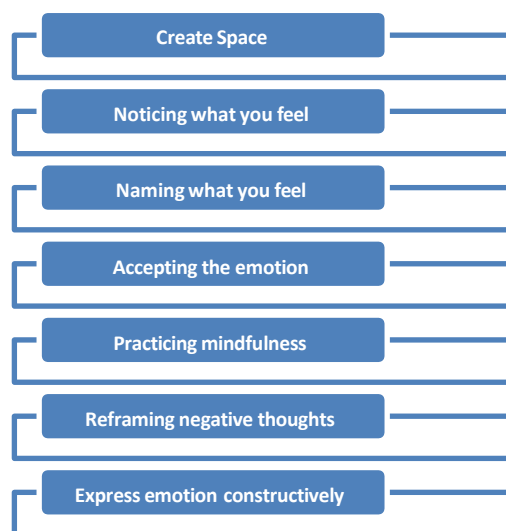 Create Space
Noticing what you feel
Naming what you feel
Accepting the emotion
Practicing mindfulness
Reframing negative thoughts
Express emotion constructively